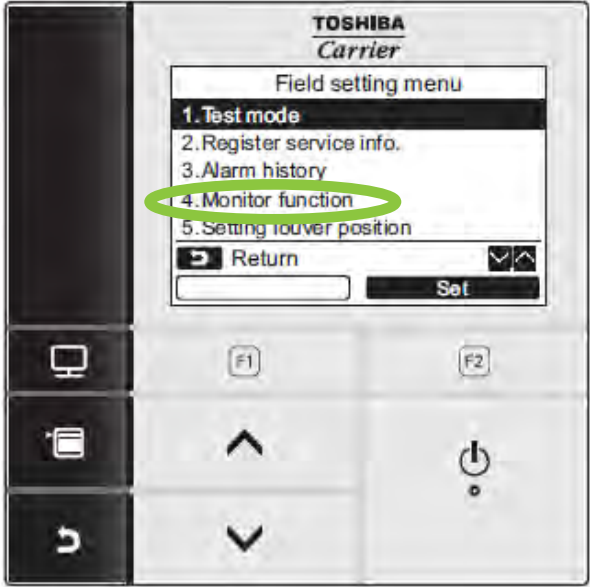 TOSHIBA
Carrier
Field setting menu
1.Test mode
2.Register service info.
3.Alarm history
4.Monitor function
5.Setting louver position
Return
Set
F1
F2